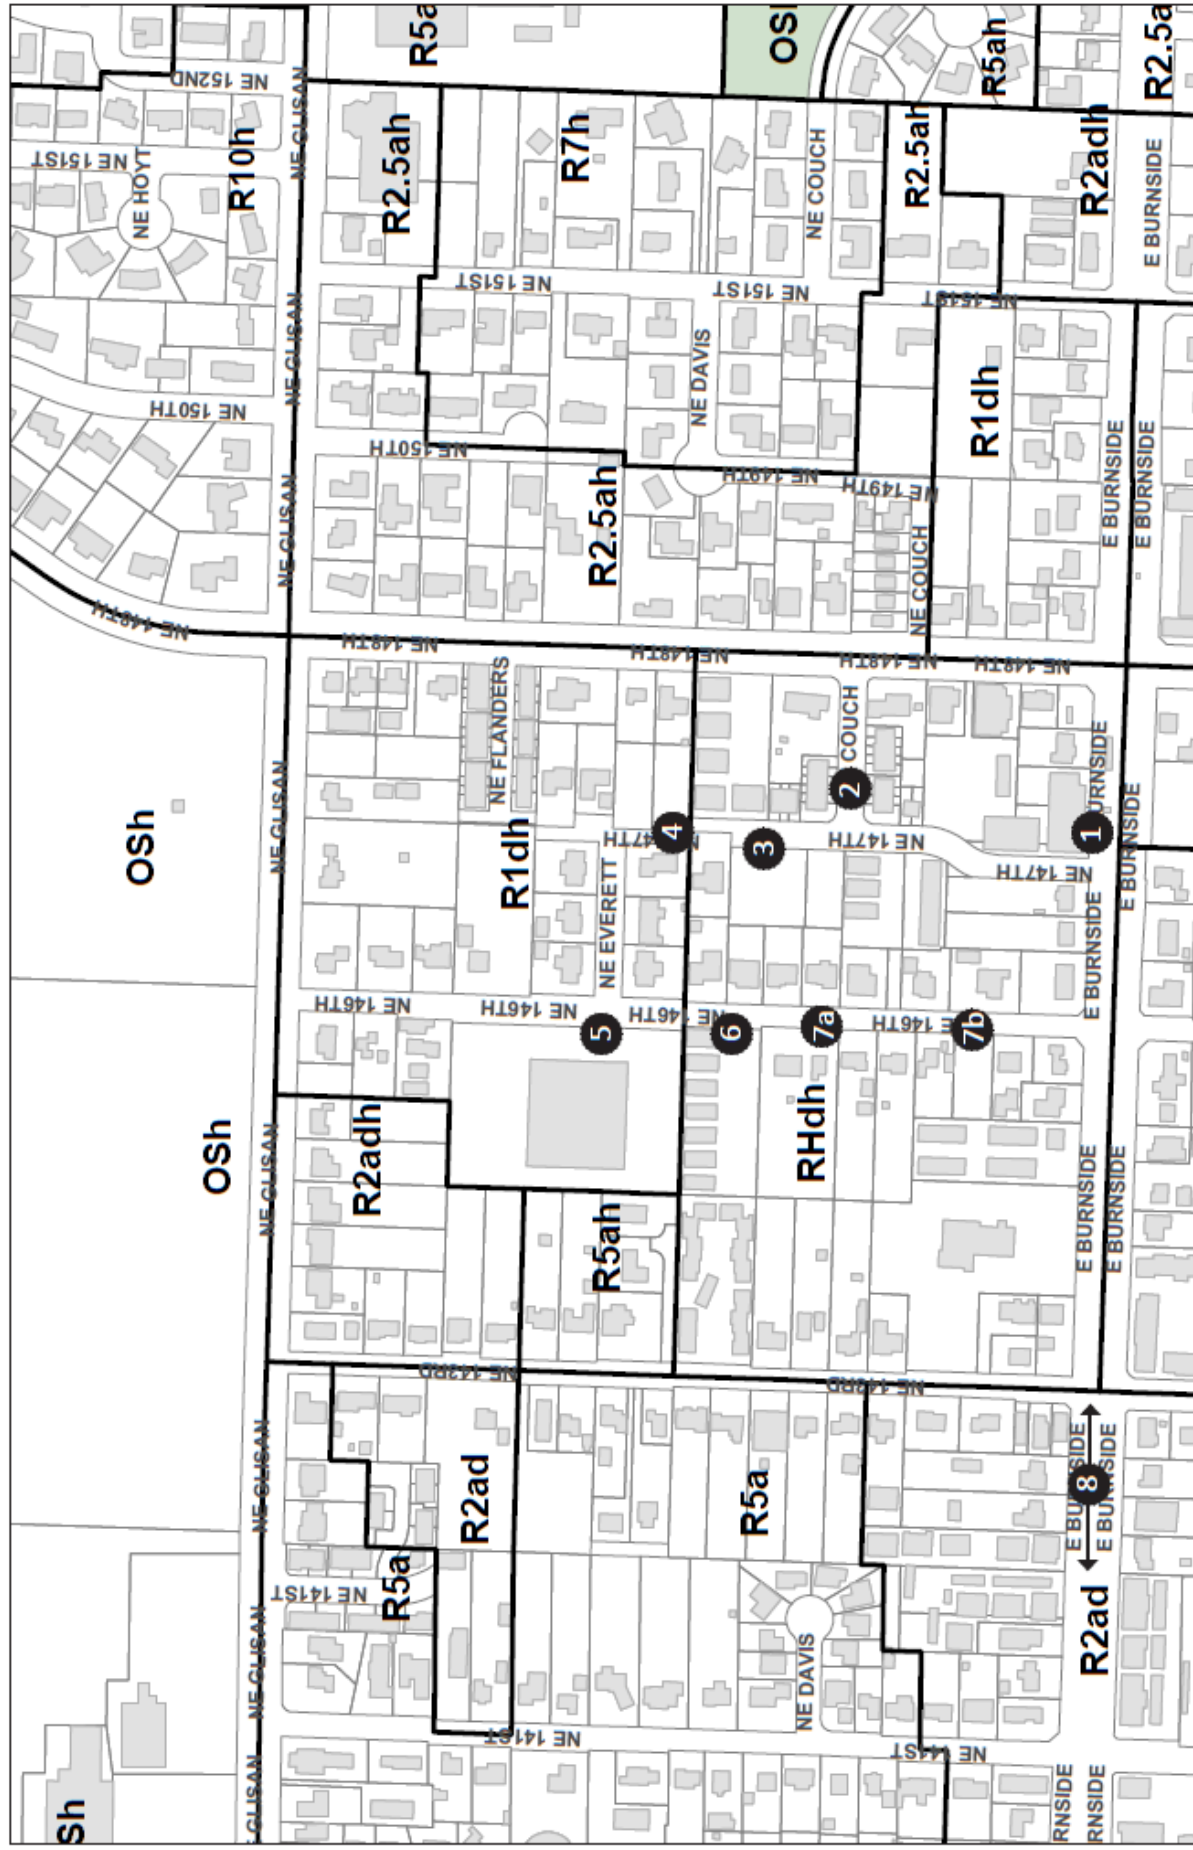 Sh
OSh
NE HOYT
NE 151ST
NE 152ND
OSh
NE 148TH
NE 150TH
R10h
GLISAN
NE GLISAN
NE GLISAN
NE GLISAN
NE GLISAN
NE GLISAN
NE GLISAN
NE GLISAN
NE 141ST
R5a
R2adh
NE 146TH
NE 148TH
NE 150TH
R2.5ah
R5a
R2ad
NE 143RD
R1dh
NE FLANDERS
NE 151ST
NE 141ST
NE 146TH
R5ah
5
NE EVERETT
R2.5ah
R7h
NE 146TH
147TH
4
NE 148TH
NE DAVIS
R5a
6
3
NE 149TH
NE 151ST
OS
NE DAVIS
RHdh
7a
2
COUCH
NE COUCH
NE 143RD
NE 146TH
NE 147TH
NE 148TH
NE 149TH
NE COUCH
R2.5ah
NE 141ST
7b
NE 147TH
NE 148TH
R1dh
NE 151ST
R5ah
RNSIDE
E BURNSIDE
E BURNSIDE
E BURNSIDE
URNSIDE
E BURNSIDE
E BURNSIDE
R2ad
8
1
R2adh
RNSIDE
E BURNSIDE
E BURNSIDE
E BURNSIDE
E BURNSIDE
R2.5a